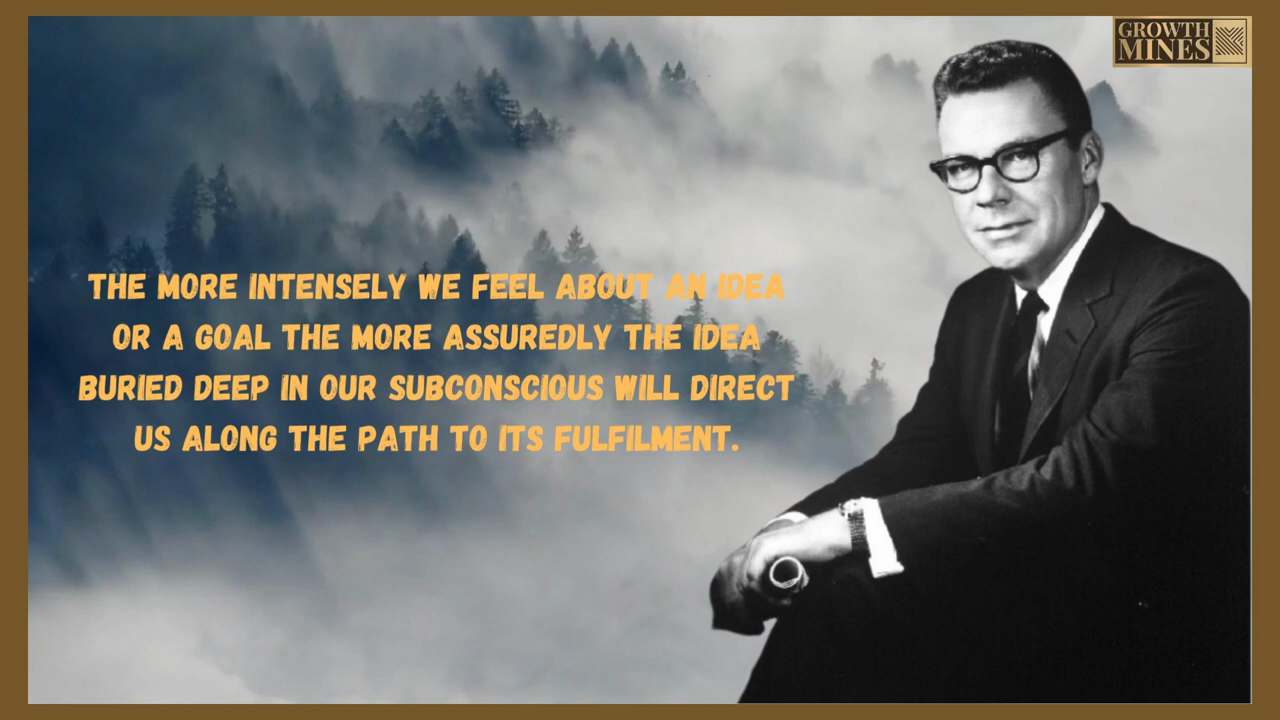 GROWTH
MINES
THE MORE INTENSELY WE FEEL ABOUT AN IDEA
OR A GOAL THE MORE ASSUREDLY THE IDEA
BURIED DEEP IN OUR SUBCONSCIOUS WILL DIRECT
US ALONG THE PATH TO ITS FULFILMENT.